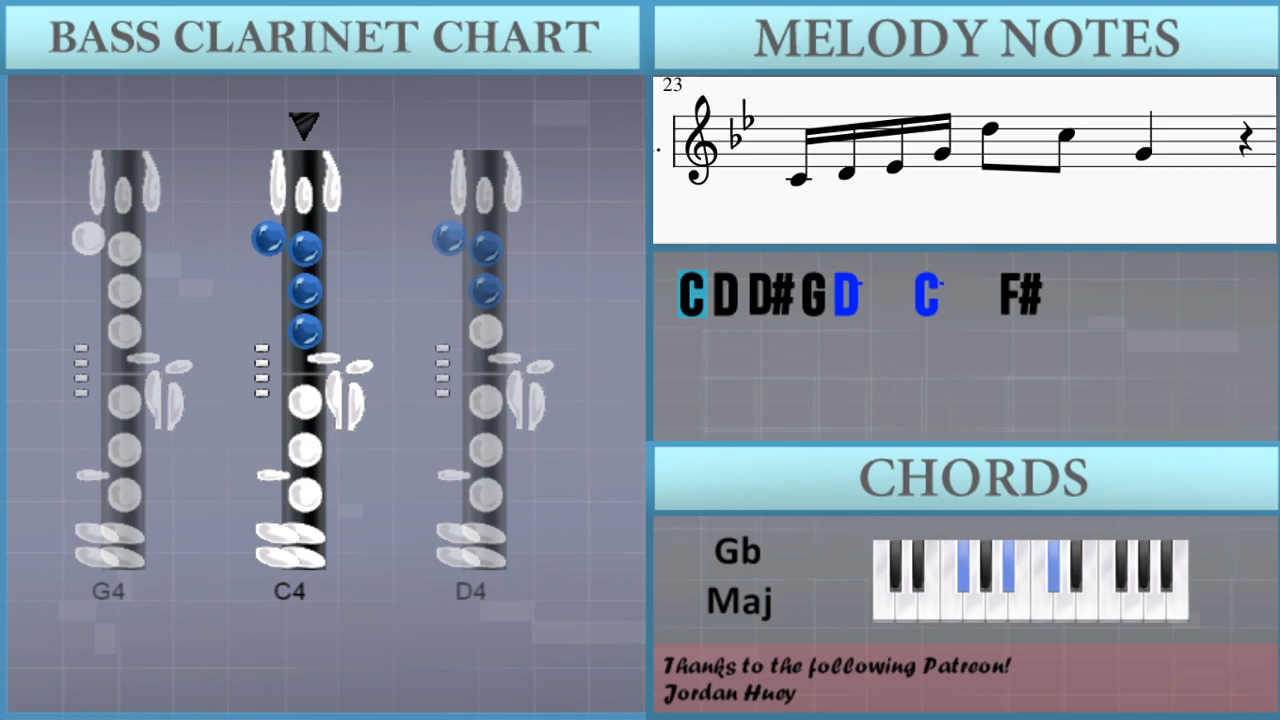 BASS CLARINET CHART
G4
C4
D4
MELODY NOTES
23
C D D# G D C F#
CHORDS
Gb
Maj
Thanks to the following Patreon!
Jordan Huey